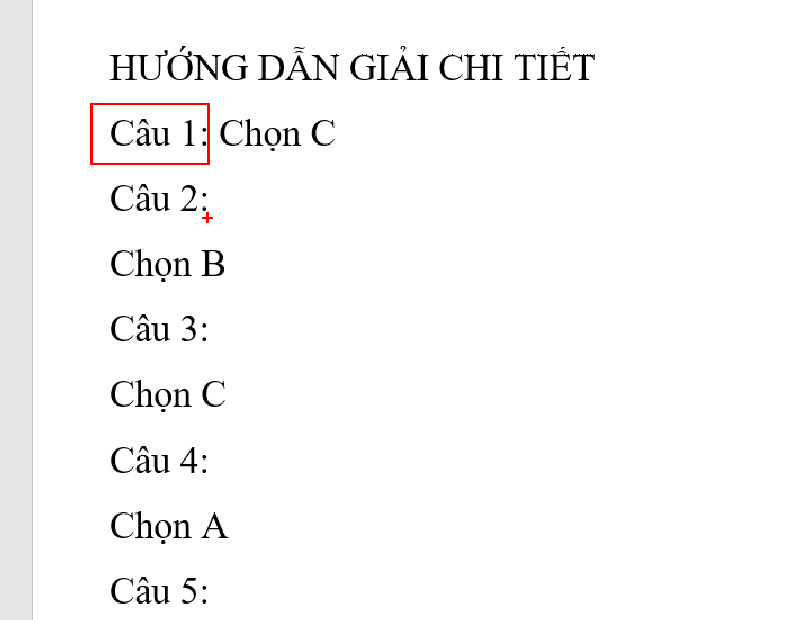 HƯỚNG DẪN GIẢI CHI TIẾT
Câu 1: Chọn C
Câu 2:
Chọn B
Câu 3:
Chọn C
Câu 4:
Chọn A
Câu 5: